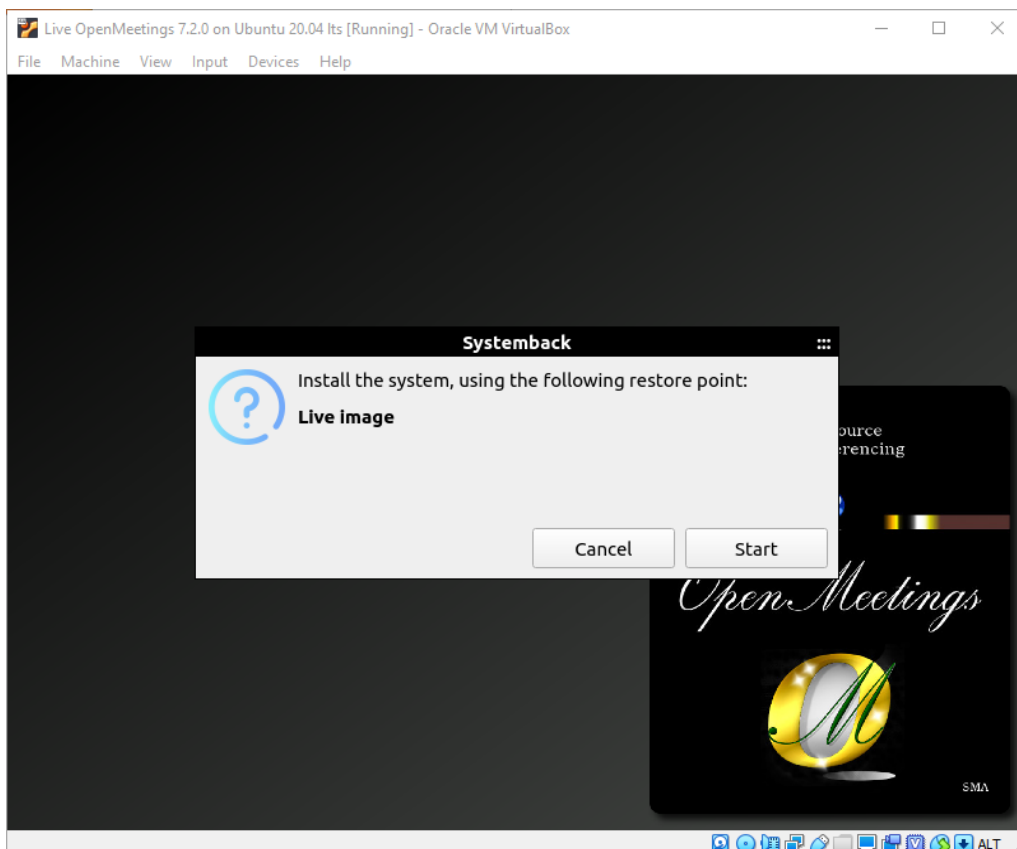 Live OpenMeetings 7.2.0 on Ubuntu 20.04 lts [Running] - Oracle VM VirtualBox
File Machine View Input Devices Help
Systemback
Install the system, using the following restore point:
Live image
Cancel Start
ource
erencing
OpenMeetings
OM
SMA
ALT